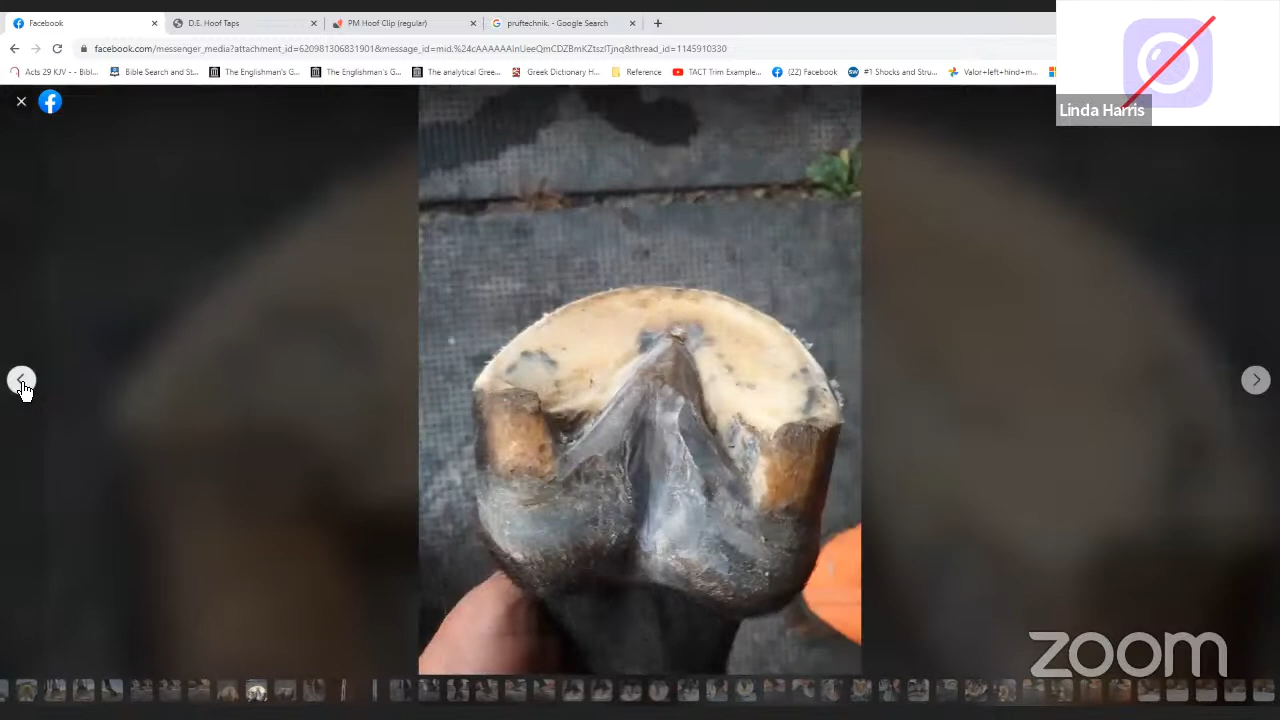 Facebook
D.E. Hoof Taps
PM Hoof Clip (regular)
pruftechnik. - Google Search
facebook.com/messenger_media?attachment_id=620981306831901&message_id=mid.%24cAAAAAAlnUeeQmCDZBmKZtszlTjnq&thread_id=1145910330
Acts 29 KJV - - Bibl...
Bible Search and St...
The Englishman's G...
The Englishman's G...
The analytical Gree...
Greek Dictionary H...
Reference
TACT Trim Example...
(22) Facebook
#1 Shocks and Stru...
Valor+left+hind+m...
Linda Harris
zoom